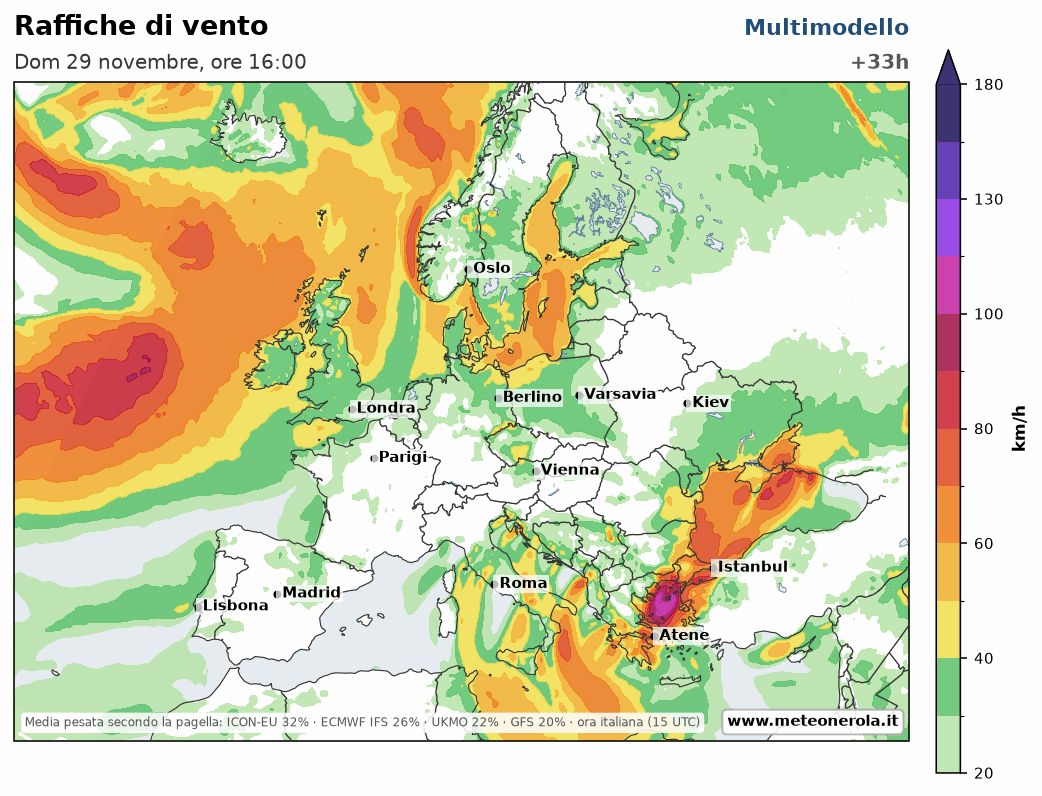 Raffiche di vento
Multimodello
Dom 29 novembre, ore 16:00
+33h
180
130
100
80
60
40
20
km/h
Oslo
Londra
Berlino
Varsavia
Kiev
Parigi
Vienna
Istanbul
Roma
Madrid
Lisbona
Atene
Media pesata secondo la pagella: ICON-EU 32% · ECMWF IFS 26% · UKMO 22% · GFS 20% · ora italiana (15 UTC)
www.meteonerola.it